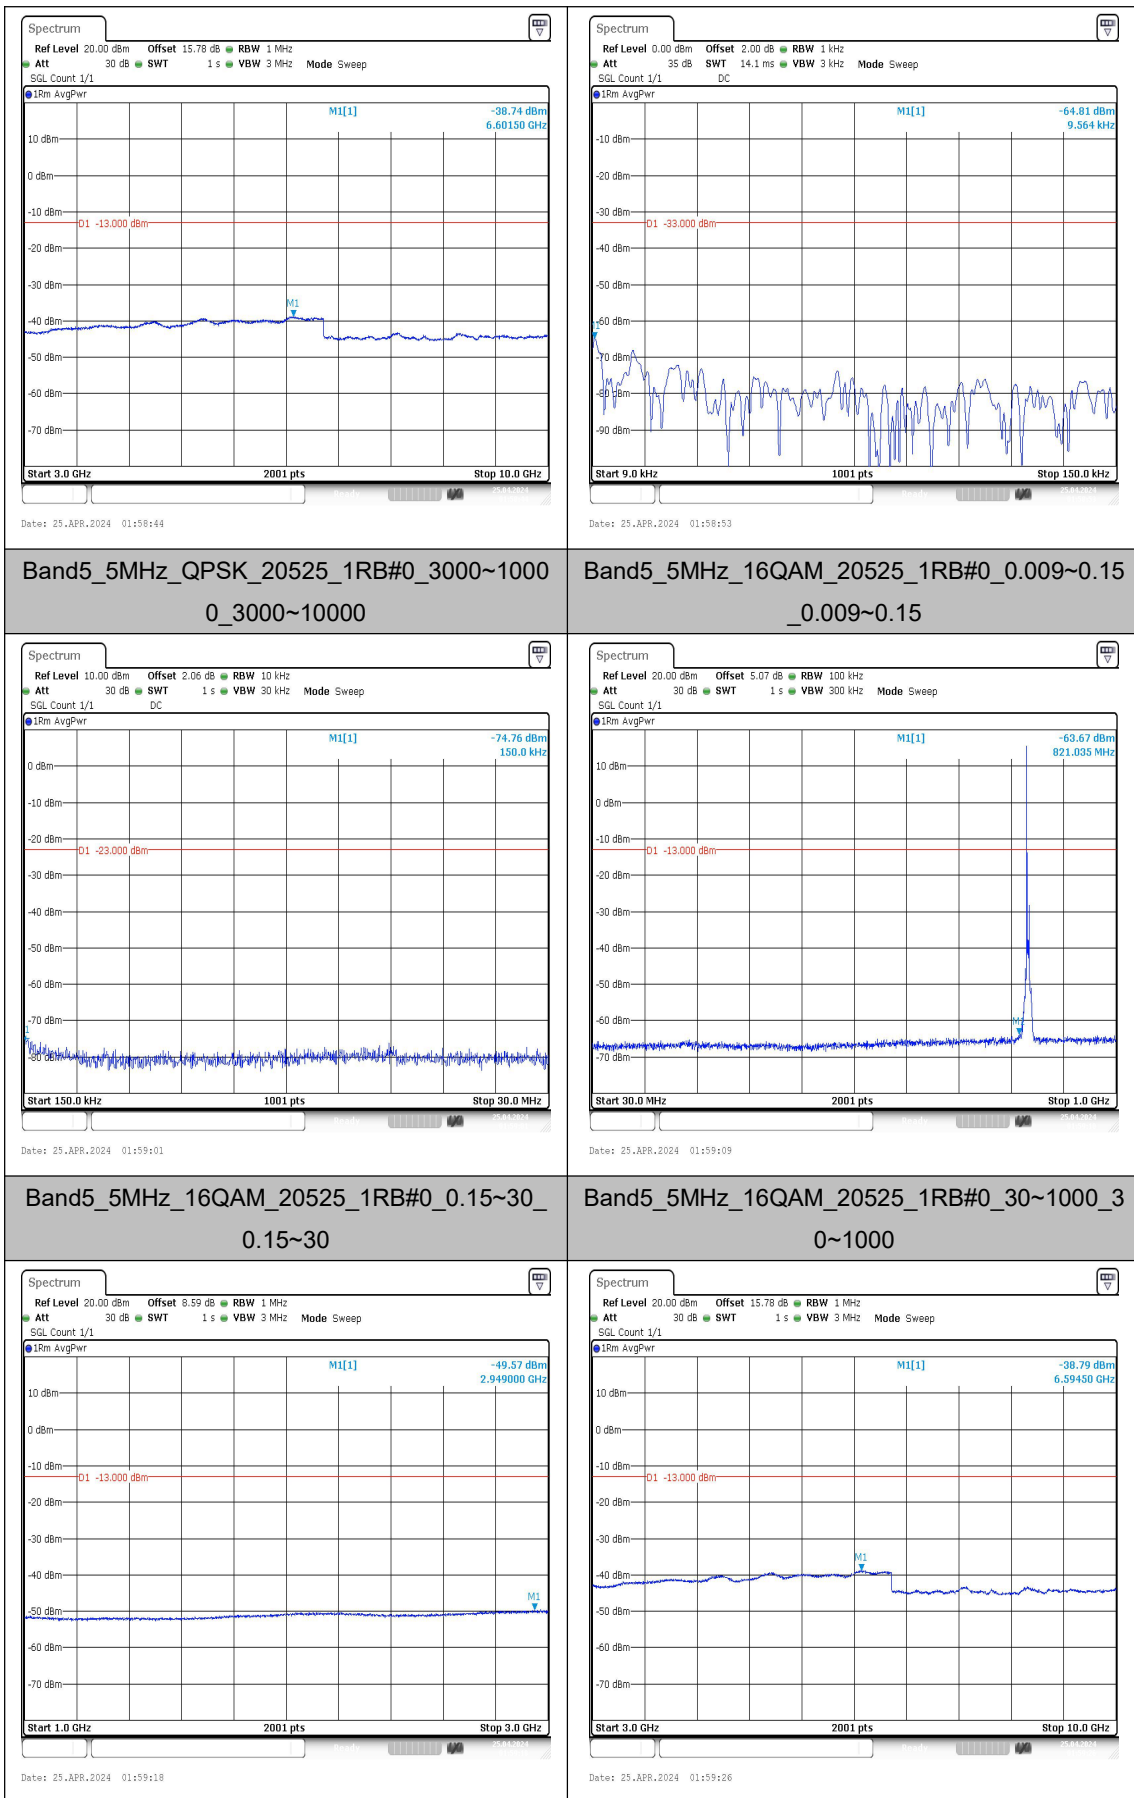 Spectrum
Ref Level 20.00 dBm Offset 15.78 dB RBW 1 MHz
Att 30 dB SWT 1 s VBW 3 MHz Mode Sweep
SGL Count 1/1
1Rm AvgPwr
M1[1] -38.74 dBm
6.60150 GHz
10 dBm
0 dBm
-10 dBm
D1 -13.000 dBm
-20 dBm
-30 dBm
M1
-40 dBm
-50 dBm
-60 dBm
-70 dBm
Start 3.0 GHz 2001 pts Stop 10.0 GHz
Date: 25.APR.2024 01:58:44
Spectrum
Ref Level 0.00 dBm Offset 2.00 dB RBW 1 kHz
Att 35 dB SWT 14.1 ms VBW 3 kHz Mode Sweep
SGL Count 1/1 DC
1Rm AvgPwr
M1[1] -64.81 dBm
9.564 kHz
-10 dBm
-20 dBm
-30 dBm
D1 -33.000 dBm
-40 dBm
-50 dBm
-60 dBm
-70 dBm
-80 dBm
-90 dBm
Start 9.0 kHz 1001 pts Stop 150.0 kHz
25.04.2024
Date: 25.APR.2024 01:58:53
Band5_5MHz_QPSK_20525_1RB#0_3000~1000
0_3000~10000
Band5_5MHz_16QAM_20525_1RB#0_0.009~0.15
_0.009~0.15
Spectrum
Ref Level 10.00 dBm Offset 2.06 dB RBW 10 kHz
Att 30 dB SWT 1 s VBW 30 kHz Mode Sweep
SGL Count 1/1 DC
1Rm AvgPwr
M1[1] -74.76 dBm
150.0 kHz
0 dBm
-10 dBm
-20 dBm
D1 -23.000 dBm
-30 dBm
-40 dBm
-50 dBm
-60 dBm
-70 dBm
-80 dBm
Start 150.0 kHz 1001 pts Stop 30.0 MHz
Date: 25.APR.2024 01:59:01
Spectrum
Ref Level 20.00 dBm Offset 5.07 dB RBW 100 kHz
Att 30 dB SWT 1 s VBW 300 kHz Mode Sweep
SGL Count 1/1
1Rm AvgPwr
M1[1] -63.67 dBm
821.035 MHz
10 dBm
0 dBm
-10 dBm
D1 -13.000 dBm
-20 dBm
-30 dBm
-40 dBm
-50 dBm
-60 dBm
-70 dBm
Start 30.0 MHz 2001 pts Stop 1.0 GHz
Date: 25.APR.2024 01:59:09
Band5_5MHz_16QAM_20525_1RB#0_0.15~30_
0.15~30
Band5_5MHz_16QAM_20525_1RB#0_30~1000_3
0~1000
Spectrum
Ref Level 20.00 dBm Offset 8.59 dB RBW 1 MHz
Att 30 dB SWT 1 s VBW 3 MHz Mode Sweep
SGL Count 1/1
1Rm AvgPwr
M1[1] -49.57 dBm
2.949000 GHz
10 dBm
0 dBm
-10 dBm
D1 -13.000 dBm
-20 dBm
-30 dBm
-40 dBm
M1
-50 dBm
-60 dBm
-70 dBm
Start 1.0 GHz 2001 pts Stop 3.0 GHz
Date: 25.APR.2024 01:59:18
Spectrum
Ref Level 20.00 dBm Offset 15.78 dB RBW 1 MHz
Att 30 dB SWT 1 s VBW 3 MHz Mode Sweep
SGL Count 1/1
1Rm AvgPwr
M1[1] -38.79 dBm
6.59450 GHz
10 dBm
0 dBm
-10 dBm
D1 -13.000 dBm
-20 dBm
-30 dBm
M1
-40 dBm
-50 dBm
-60 dBm
-70 dBm
Start 3.0 GHz 2001 pts Stop 10.0 GHz
Date: 25.APR.2024 01:59:26